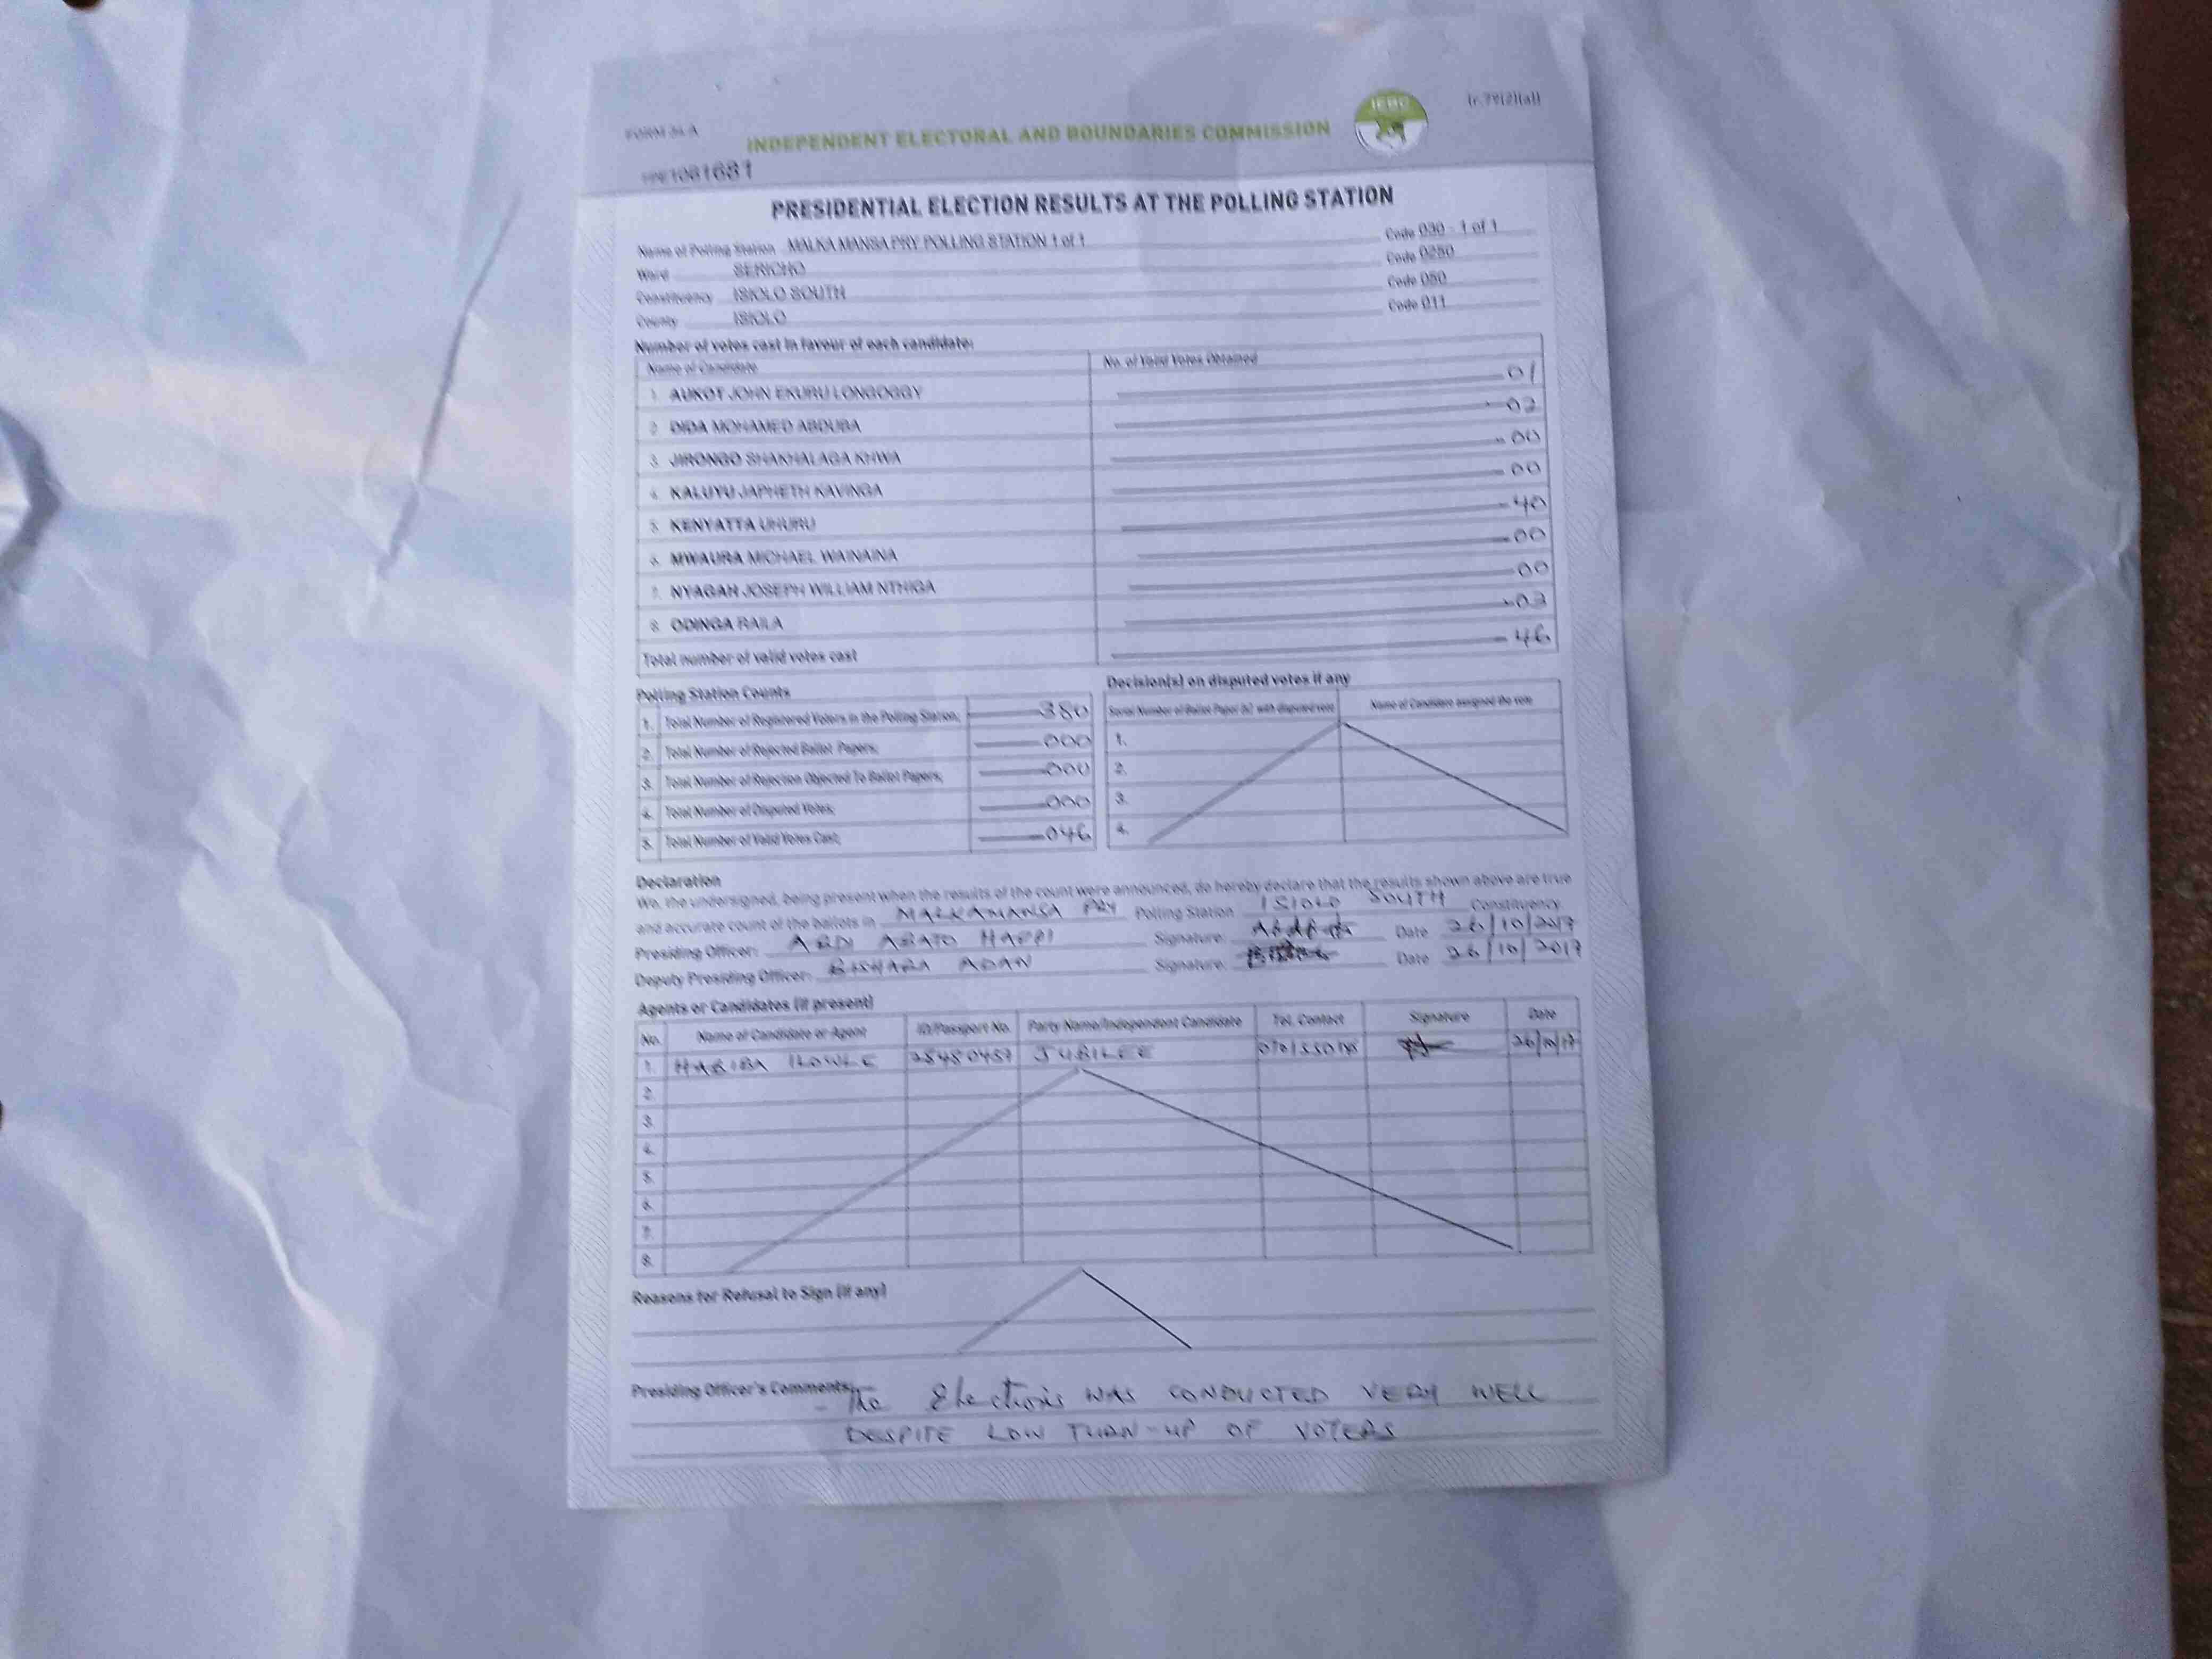 FORM 34 A
[r.79(2)(a)]
INDEPENDENT ELECTORAL AND BOUNDARIES COMMISSION
IEBC
1081681
PRESIDENTIAL ELECTION RESULTS AT THE POLLING STATION
Name of Polling Station MALKA MANSA PRY POLLING STATION 1 of 1 Code 030 - 1 of 1
Ward SERICHO Code 0250
Constituency ISIOLO SOUTH Code 050
County ISIOLO Code 011
Number of votes cast in favour of each candidate:
Name of Candidate No. of Valid Votes Obtained
1. AUKOT JOHN EKURU LONGOGGY 01
2. DIDA MOHAMED ABDUBA 02
3. JIRONGO SHAKHALAGA KHWA 00
4. KALUYU JAPHETH KAVINGA 00
5. KENYATTA UHURU 40
6. MWAURA MICHAEL WAINAINA 00
7. NYAGAH JOSEPH WILLIAM NTHIGA 00
8. ODINGA RAILA 03
Total number of valid votes cast 46
Polling Station Counts
1. Total Number of Registered Voters in the Polling Station; 380
2. Total Number of Rejected Ballot Papers; 000
3. Total Number of Rejection Objected To Ballot Papers; 000
4. Total Number of Disputed Votes; 000
5. Total Number of Valid Votes Cast; 046
Decision(s) on disputed votes if any
Serial Number of Ballot Paper (s) with disputed vote Name of Candidate assigned the vote
1.
2.
3.
4.
Declaration
We, the undersigned, being present when the results of the count were announced, do hereby declare that the results shown above are true
and accurate count of the ballots in MALKAMANSA PRY Polling Station ISIOLO SOUTH Constituency
Presiding Officer: ABDI ABATO HAPPI Signature: Date 26/10/2017
Deputy Presiding Officer: BISHARA ADAN Signature: Date 26/10/2017
Agents or Candidates (if present)
No. Name of Candidate or Agent ID/Passport No. Party Name/Independent Candidate Tel. Contact Signature Date
1. HABIBA JUBILEE 26/10/17
2.
3.
4.
5.
6.
7.
8.
Reasons for Refusal to Sign (if any)
Presiding Officer's Comments:
- The Elections WAS CONDUCTED VERY WELL
DESPITE LOW TURN-UP OF VOTERS